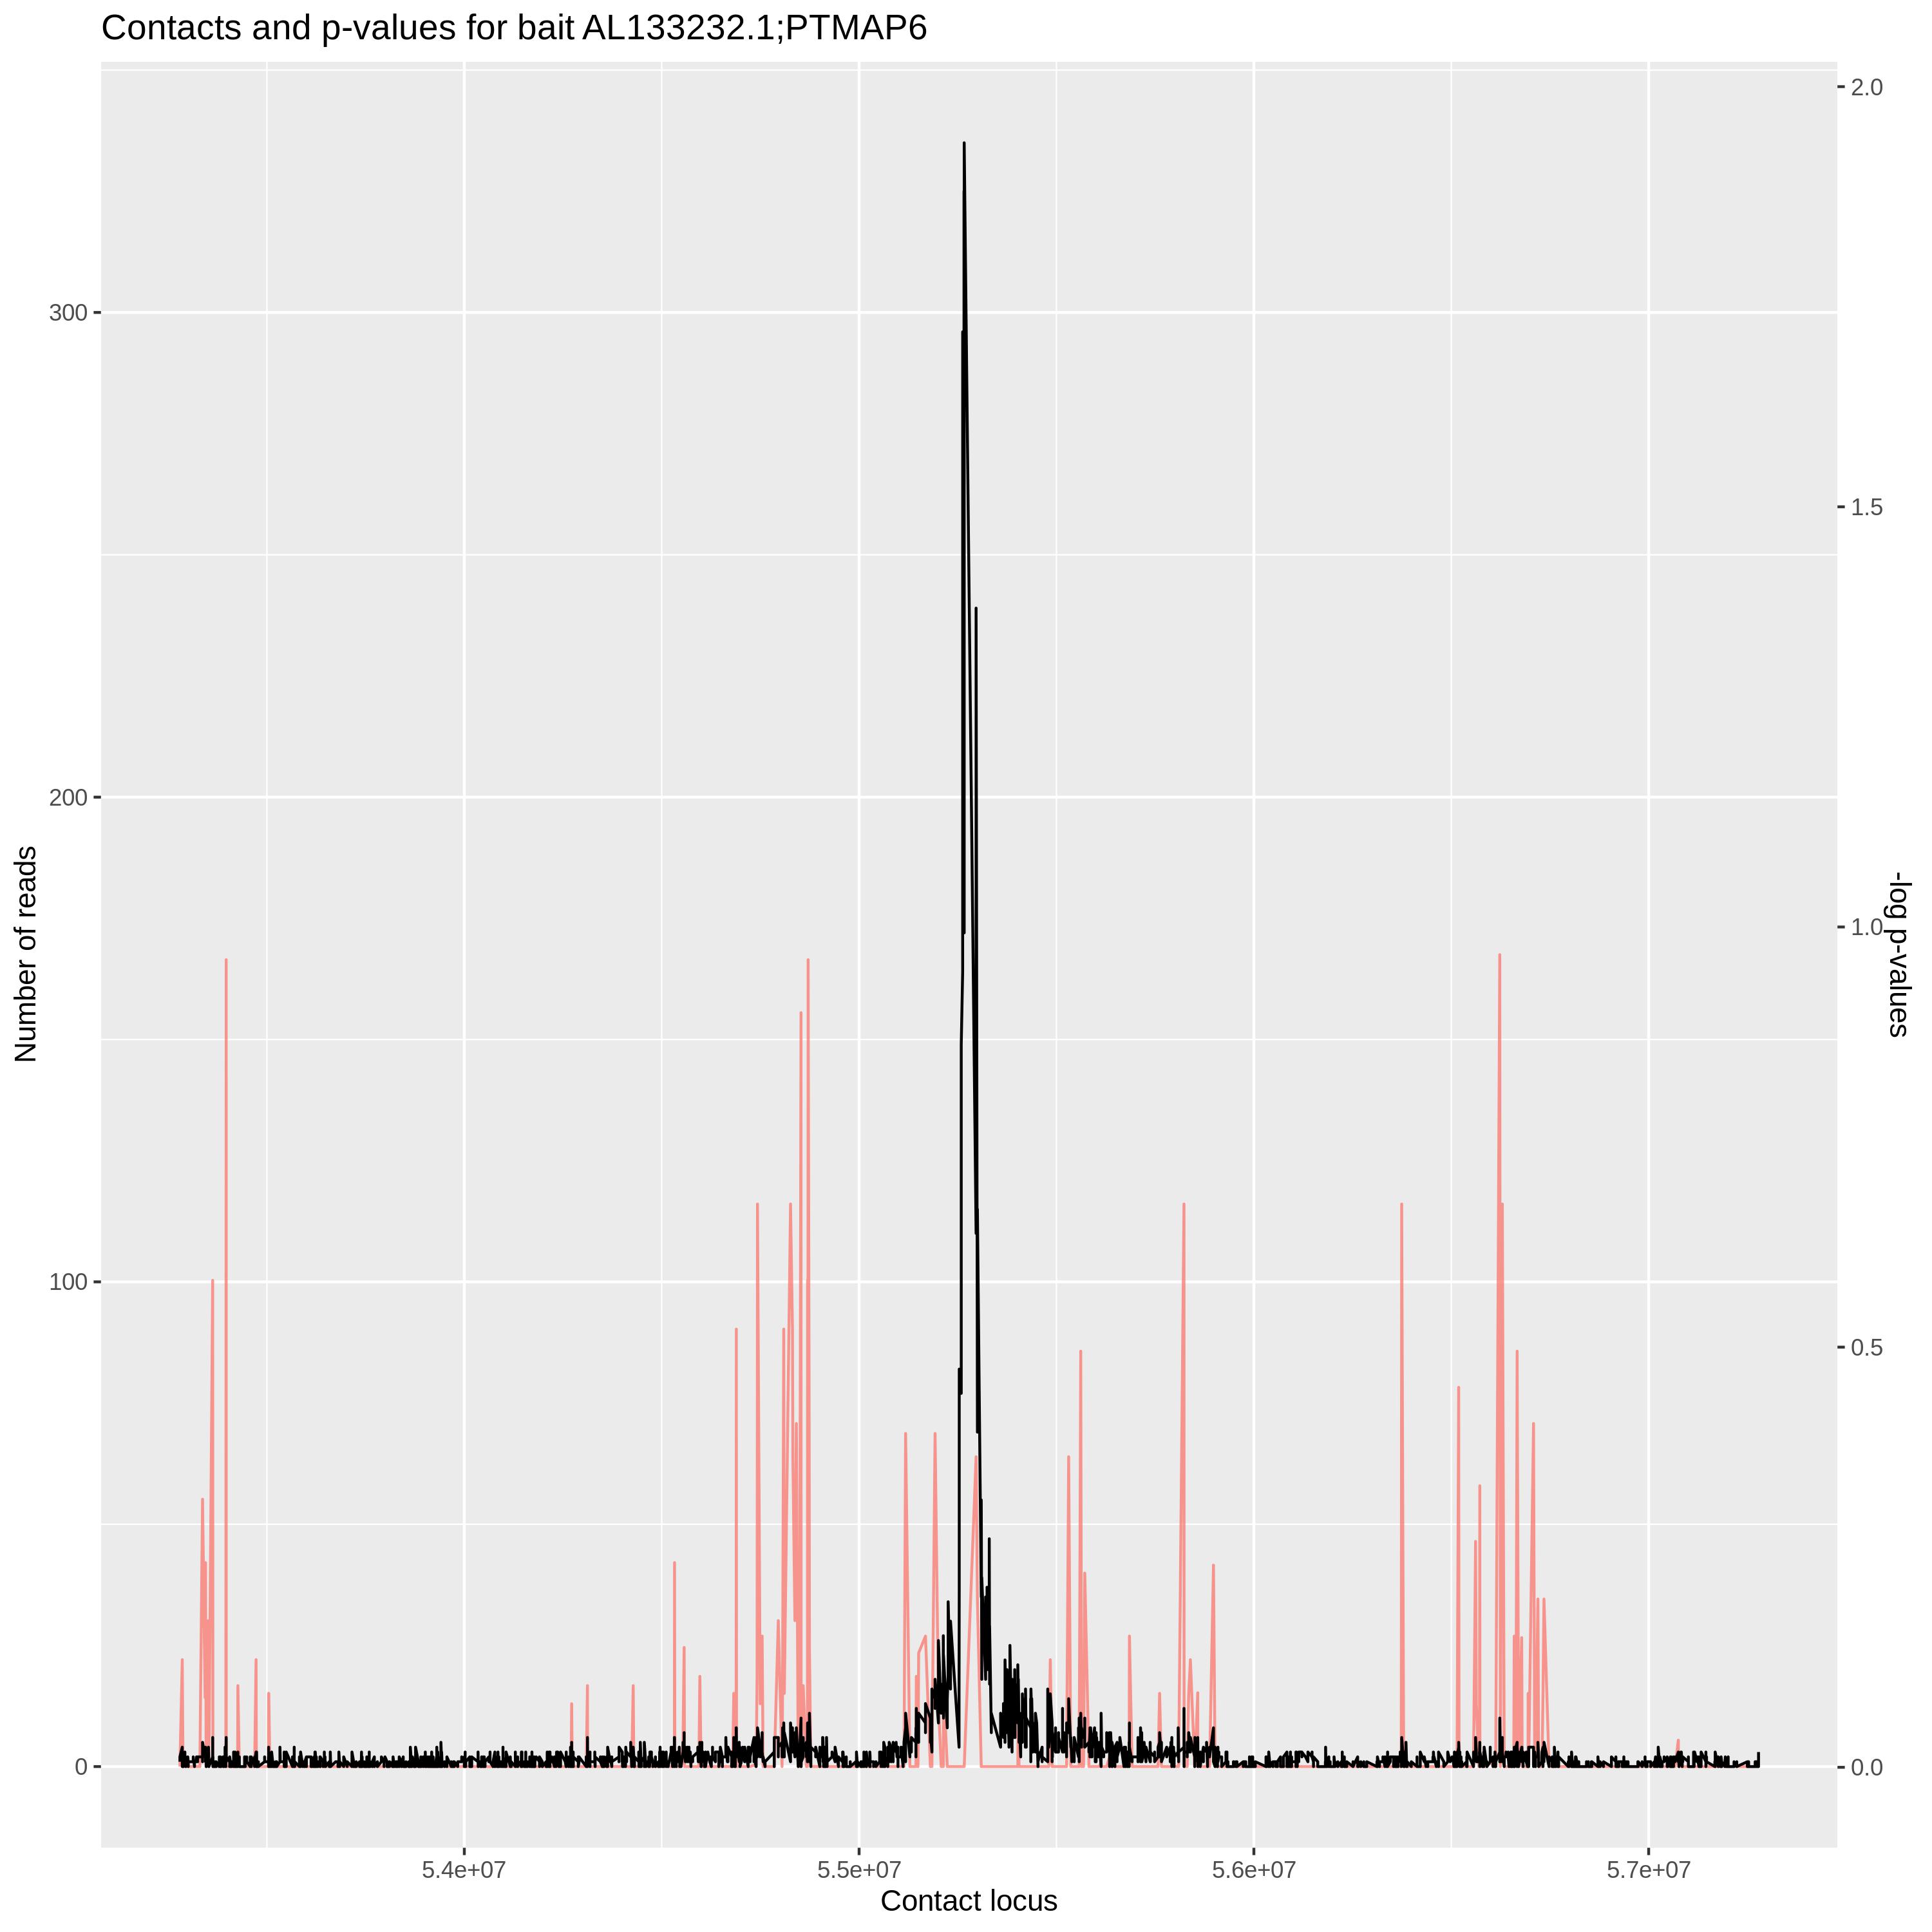 Contacts and p-values for bait AL133232.1;PTMAP6
2.0
300
1.5
200
Number of reads
-log p-values
1.0
100
0.5
0
0.0
5.4e+07
5.5e+07
5.6e+07
5.7e+07
Contact locus